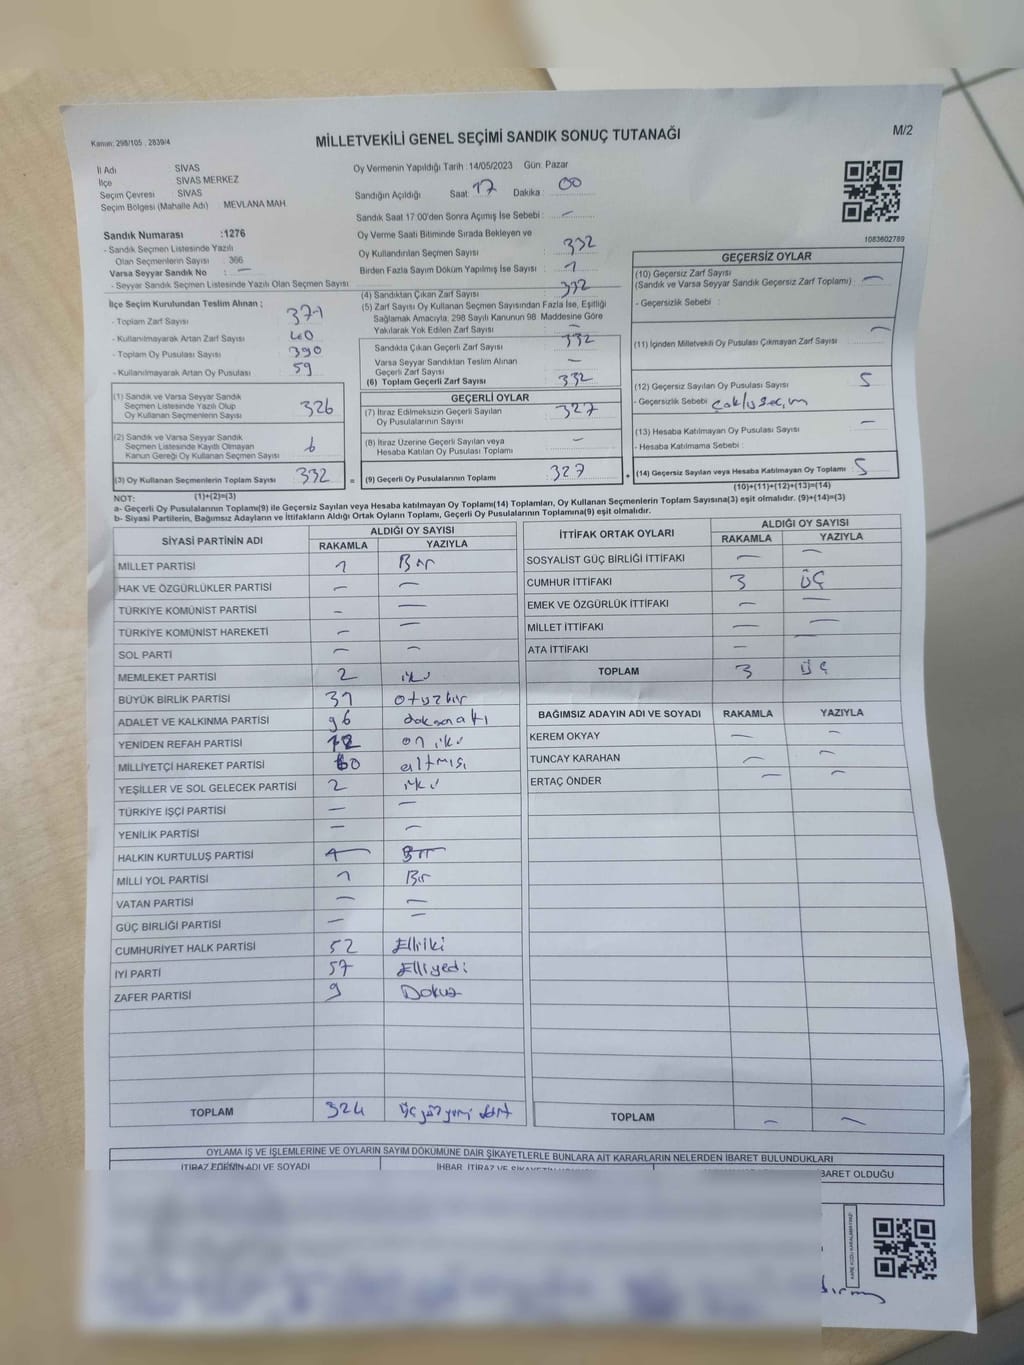 Kanun: 298/105 , 2839/4
MİLLETVEKİLİ GENEL SEÇİMİ SANDIK SONUÇ TUTANAĞI
M/2
İl Adı : SİVAS
İlçe : SİVAS MERKEZ
Seçim Çevresi : SİVAS
Seçim Bölgesi (Mahalle Adı) : MEVLANA MAH
Sandık Numarası :1276
- Sandık Seçmen Listesinde Yazılı
Olan Seçmenlerin Sayısı : 366
Varsa Seyyar Sandık No : —
- Seyyar Sandık Seçmen Listesinde Yazılı Olan Seçmen Sayısı
Oy Vermenin Yapıldığı Tarih :14/05/2023 Gün: Pazar
Sandığın Açıldığı Saat 17 Dakika : 00
Sandık Saat 17:00'den Sonra Açımış İse Sebebi : —
Oy Verme Saati Bitiminde Sırada Bekleyen ve
Oy Kullandırılan Seçmen Sayısı : 332
Birden Fazla Sayım Döküm Yapılmış İse Sayısı : 1
1083602789
İlçe Seçim Kurulundan Teslim Alınan ;
- Toplam Zarf Sayısı 371
- Kullanılmayarak Artan Zarf Sayısı 40
- Toplam Oy Pusulası Sayısı 390
- Kullanılmayarak Artan Oy Pusulası 59
(4) Sandıktan Çıkan Zarf Sayısı : 332
(5) Zarf Sayısı Oy Kullanan Seçmen Sayısından Fazla İse, Eşitliği
Sağlamak Amacıyla, 298 Sayılı Kanunun 98. Maddesine Göre
Yakılarak Yok Edilen Zarf Sayısı : —
Sandıkta Çıkan Geçerli Zarf Sayısı : 332
Varsa Seyyar Sandıktan Teslim Alınan
Geçerli Zarf Sayısı : —
(6) Toplam Geçerli Zarf Sayısı : 332
GEÇERSİZ OYLAR
(10) Geçersiz Zarf Sayısı
(Sandık ve Varsa Seyyar Sandık Geçersiz Zarf Toplamı) : —
- Geçersizlik Sebebi :
(11) İçinden Milletvekili Oy Pusulası Çıkmayan Zarf Sayısı : —
(12) Geçersiz Sayılan Oy Pusulası Sayısı : 5
- Geçersizlik Sebebi : çoklu seçim
(13) Hesaba Katılmayan Oy Pusulası Sayısı : —
- Hesaba Katılmama Sebebi :
(14) Geçersiz Sayılan veya Hesaba Katılmayan Oy Toplamı : 5
(10)+(11)+(12)+(13)=(14)
(1) Sandık ve Varsa Seyyar Sandık
Seçmen Listesinde Yazılı Olup
Oy Kullanan Seçmenlerin Sayısı : 326
(2) Sandık ve Varsa Seyyar Sandık
Seçmen Listesinde Kayıtlı Olmayan
Kanun Gereği Oy Kullanan Seçmen Sayısı : 6
(3) Oy Kullanan Seçmenlerin Toplam Sayısı : 332
(1)+(2)=(3)
GEÇERLİ OYLAR
(7) İtiraz Edilmeksizin Geçerli Sayılan
Oy Pusulalarının Sayısı : 327
(8) İtiraz Üzerine Geçerli Sayılan veya
Hesaba Katılan Oy Pusulası Toplamı : —
= (9) Geçerli Oy Pusulalarının Toplamı : 327 +
NOT:
a- Geçerli Oy Pusulalarının Toplamı(9) ile Geçersiz Sayılan veya Hesaba katılmayan Oy Toplamı(14) Toplamları, Oy Kullanan Seçmenlerin Toplam Sayısına(3) eşit olmalıdır. (9)+(14)=(3)
b- Siyasi Partilerin, Bağımsız Adayların ve İttifakların Aldığı Ortak Oyların Toplamı, Geçerli Oy Pusulalarının Toplamına(9) eşit olmalıdır.
SİYASİ PARTİNİN ADI ALDIĞI OY SAYISI
RAKAMLA YAZIYLA
MİLLET PARTİSİ 1 Bir
HAK VE ÖZGÜRLÜKLER PARTİSİ — —
TÜRKİYE KOMÜNİST PARTİSİ — —
TÜRKİYE KOMÜNİST HAREKETİ — —
SOL PARTİ — —
MEMLEKET PARTİSİ 2 iki
BÜYÜK BİRLİK PARTİSİ 31 otuzbir
ADALET VE KALKINMA PARTİSİ 96 doksanaltı
YENİDEN REFAH PARTİSİ 12 on iki
MİLLİYETÇİ HAREKET PARTİSİ 60 altmış
YEŞİLLER VE SOL GELECEK PARTİSİ 2 iki
TÜRKİYE İŞÇİ PARTİSİ — —
YENİLİK PARTİSİ — —
HALKIN KURTULUŞ PARTİSİ
MİLLİ YOL PARTİSİ 1 Bir
VATAN PARTİSİ — —
GÜÇ BİRLİĞİ PARTİSİ — —
CUMHURİYET HALK PARTİSİ 52 Elliiki
İYİ PARTİ 57 Elliyedi
ZAFER PARTİSİ 9 Dokuz
TOPLAM 324 üç yüz yirmi dört
İTTİFAK ORTAK OYLARI ALDIĞI OY SAYISI
RAKAMLA YAZIYLA
SOSYALİST GÜÇ BİRLİĞİ İTTİFAKI — —
CUMHUR İTTİFAKI 3 ÜÇ
EMEK VE ÖZGÜRLÜK İTTİFAKI — —
MİLLET İTTİFAKI — —
ATA İTTİFAKI — —
TOPLAM 3 ÜÇ
BAĞIMSIZ ADAYIN ADI VE SOYADI RAKAMLA YAZIYLA
KEREM OKYAY — —
TUNCAY KARAHAN — —
ERTAÇ ÖNDER — —
TOPLAM — —
OYLAMA İŞ VE İŞLEMLERİNE VE OYLARIN SAYIM DÖKÜMÜNE DAİR ŞİKAYETLERLE BUNLARA AİT KARARLARIN NELERDEN İBARET BULUNDUKLARI
İTİRAZ EDENİN ADI VE SOYADI İHBAR, İTİRAZ VE BARET OLDUĞU